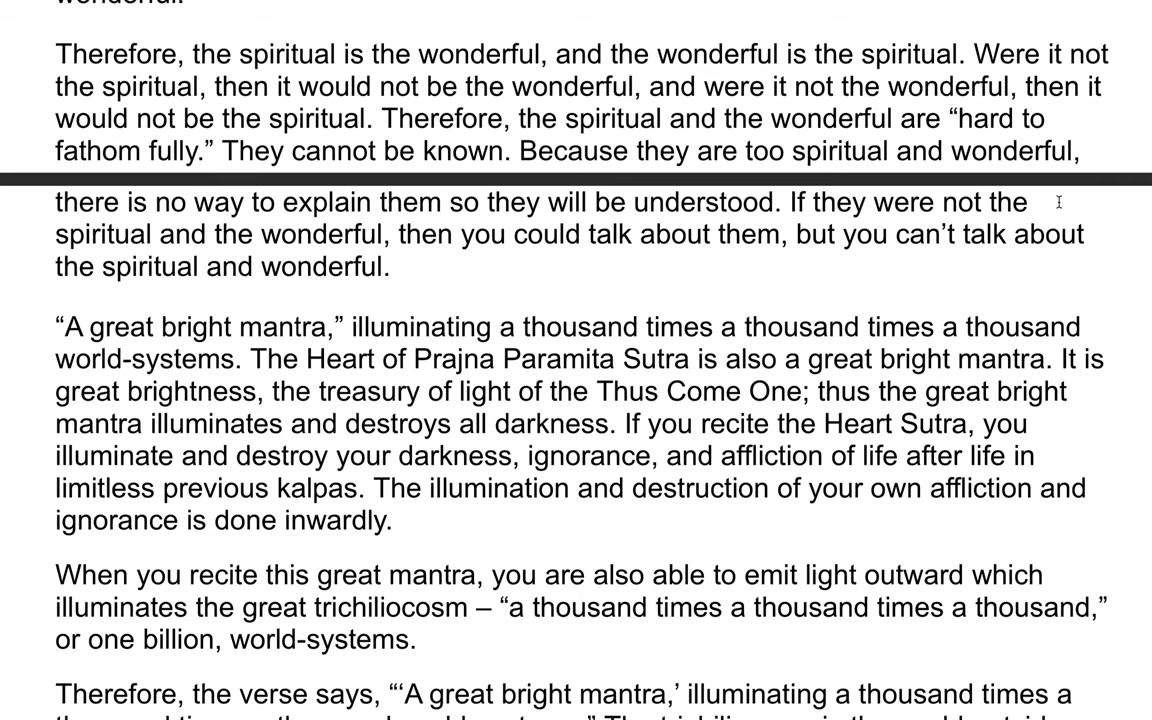 wonderful.
Therefore, the spiritual is the wonderful, and the wonderful is the spiritual. Were it not
the spiritual, then it would not be the wonderful, and were it not the wonderful, then it
would not be the spiritual. Therefore, the spiritual and the wonderful are “hard to
fathom fully.” They cannot be known. Because they are too spiritual and wonderful,
there is no way to explain them so they will be understood. If they were not the
spiritual and the wonderful, then you could talk about them, but you can’t talk about
the spiritual and wonderful.
“A great bright mantra,” illuminating a thousand times a thousand times a thousand
world-systems. The Heart of Prajna Paramita Sutra is also a great bright mantra. It is
great brightness, the treasury of light of the Thus Come One; thus the great bright
mantra illuminates and destroys all darkness. If you recite the Heart Sutra, you
illuminate and destroy your darkness, ignorance, and affliction of life after life in
limitless previous kalpas. The illumination and destruction of your own affliction and
ignorance is done inwardly.
When you recite this great mantra, you are also able to emit light outward which
illuminates the great trichiliocosm – “a thousand times a thousand times a thousand,”
or one billion, world-systems.
Therefore, the verse says, “‘A great bright mantra,’ illuminating a thousand times a